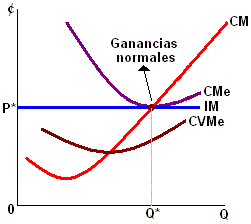 ¢
CM
Ganancias
normales
CMe
P*
IM
CVMe
0
Q*
Q